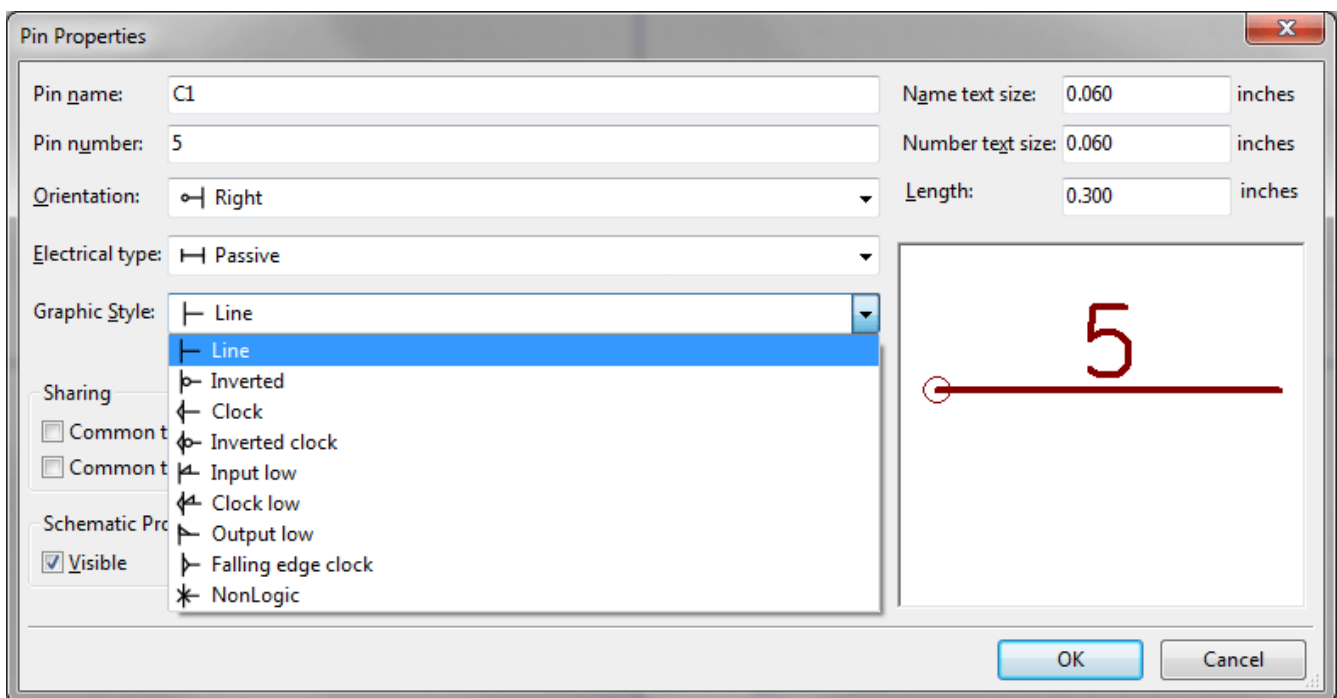 Pin Properties
Pin name: C1 Name text size: 0.060 inches
Pin number: 5 Number text size: 0.060 inches
Orientation: Right Length: 0.300 inches
Electrical type: Passive
Graphic Style: Line
Line
Inverted
Sharing
Clock
Common t
Inverted clock
Common t
Input low
Clock low
Schematic Pro
Output low
Visible
Falling edge clock
NonLogic
5
OK Cancel